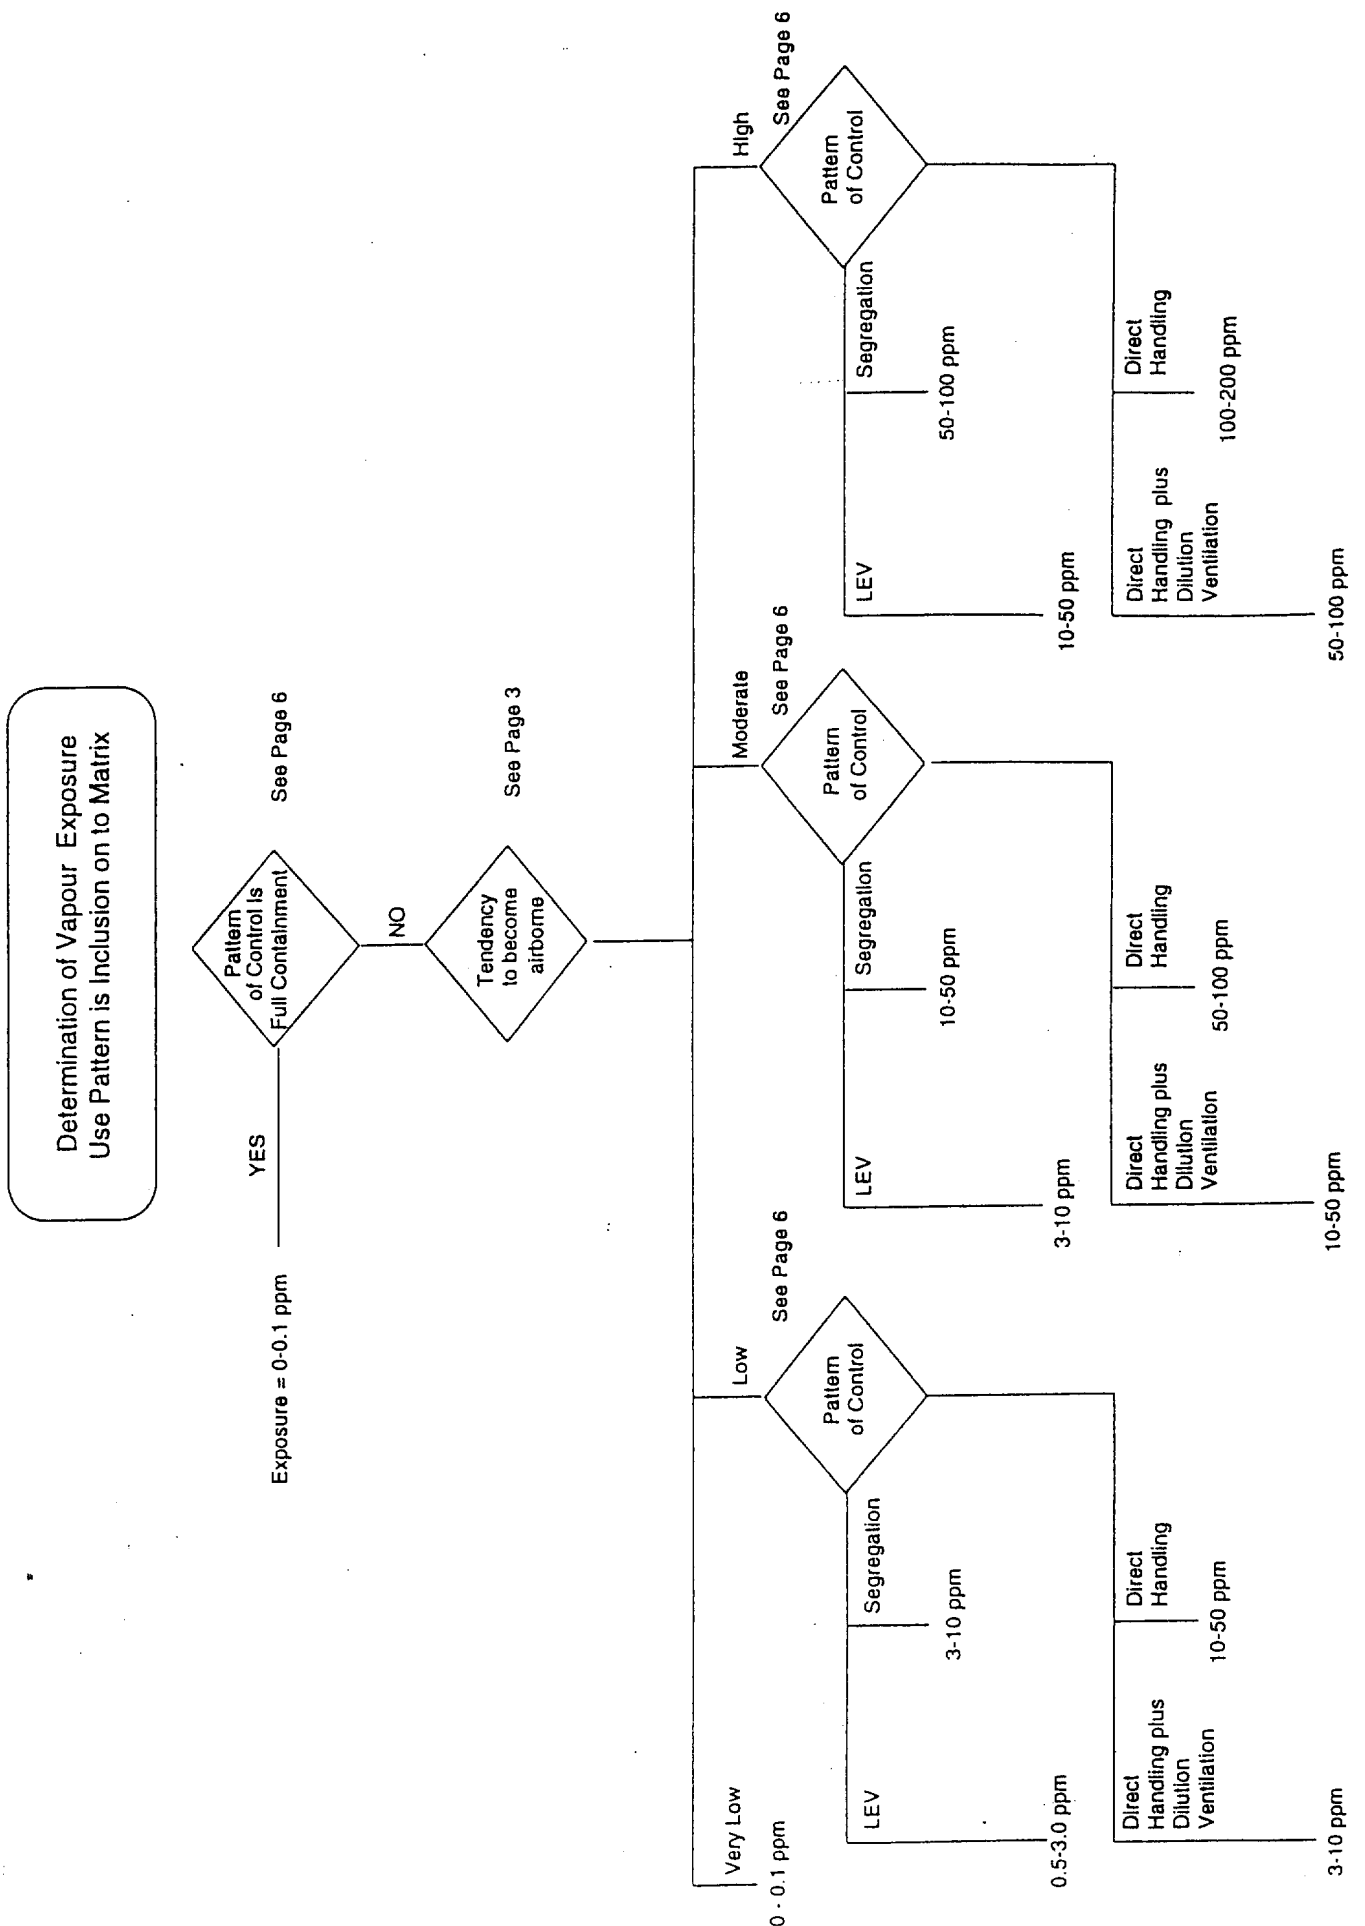 Determination of Vapour Exposure
Use Pattern is Inclusion on to Matrix
Pattern
of Control Is
Full Containment
See Page 6
YES
Exposure = 0-0.1 ppm
NO
Tendency
to become
airborne
See Page 3
Very Low
0 - 0.1 ppm
Low
See Page 6
Pattern
of Control
LEV
0.5-3.0 ppm
Segregation
3-10 ppm
Direct
Handling plus
Dilution
Ventilation
3-10 ppm
Direct
Handling
10-50 ppm
Moderate
See Page 6
Pattern
of Control
LEV
3-10 ppm
Segregation
10-50 ppm
Direct
Handling plus
Dilution
Ventilation
10-50 ppm
Direct
Handling
50-100 ppm
High
See Page 6
Pattern
of Control
LEV
10-50 ppm
Segregation
50-100 ppm
Direct
Handling plus
Dilution
Ventilation
50-100 ppm
Direct
Handling
100-200 ppm